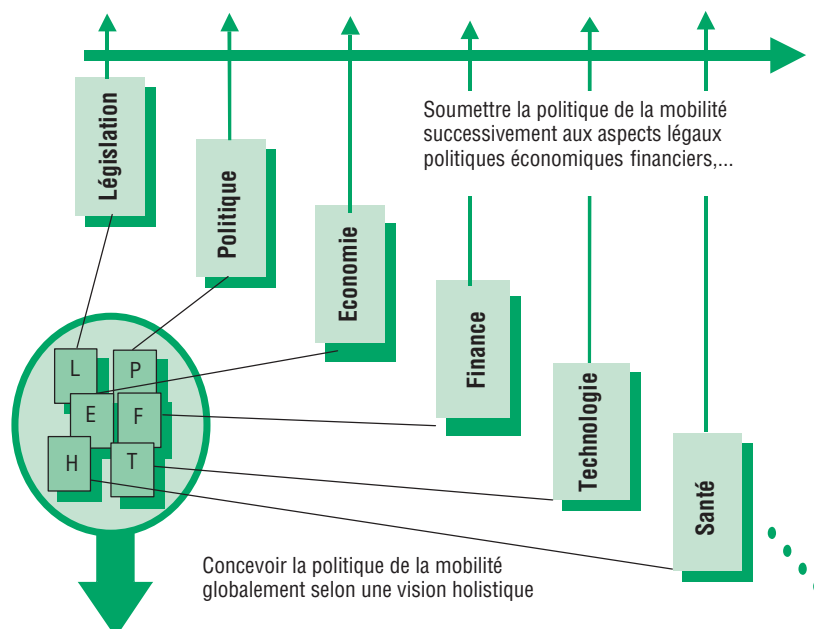 Législation
Politique
Economie
Finance
Technologie
Santé
Soumettre la politique de la mobilité
successivement aux aspects légaux
politiques économiques financiers,...
L
P
E
F
H
T
Concevoir la politique de la mobilité
globalement selon une vision holistique